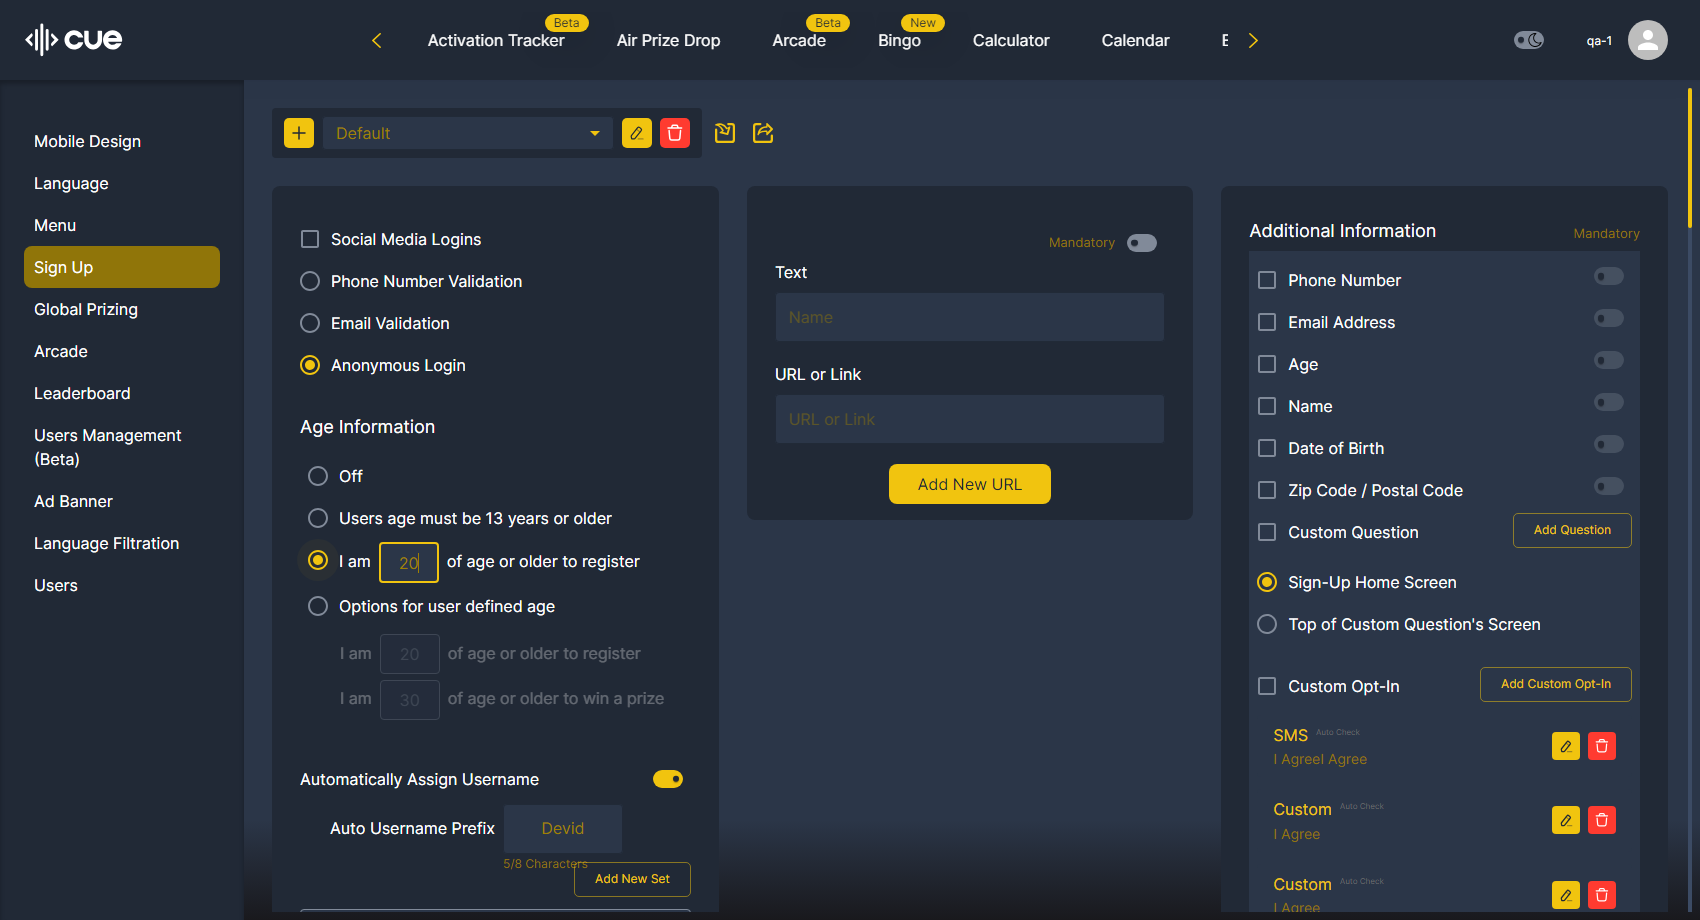 cue
Activation Tracker
Beta
Air Prize Drop
Arcade
Beta
Bingo
New
Calculator
Calendar
qa-1
Mobile Design
Language
Menu
Sign Up
Global Prizing
Arcade
Leaderboard
Users Management
(Beta)
Ad Banner
Language Filtration
Users
Default
Social Media Logins
Phone Number Validation
Email Validation
Anonymous Login
Age Information
Off
Users age must be 13 years or older
I am 20 of age or older to register
Options for user defined age
I am 20 of age or older to register
I am 30 of age or older to win a prize
Automatically Assign Username
Auto Username Prefix Devid
5/8 Characters
Add New Set
Mandatory
Text
Name
URL or Link
URL or Link
Add New URL
Additional Information Mandatory
Phone Number
Email Address
Age
Name
Date of Birth
Zip Code / Postal Code
Custom Question Add Question
Sign-Up Home Screen
Top of Custom Question's Screen
Custom Opt-In Add Custom Opt-In
SMS Auto Check
I AgreeI Agree
Custom Auto Check
I Agree
Custom Auto Check
I Agree